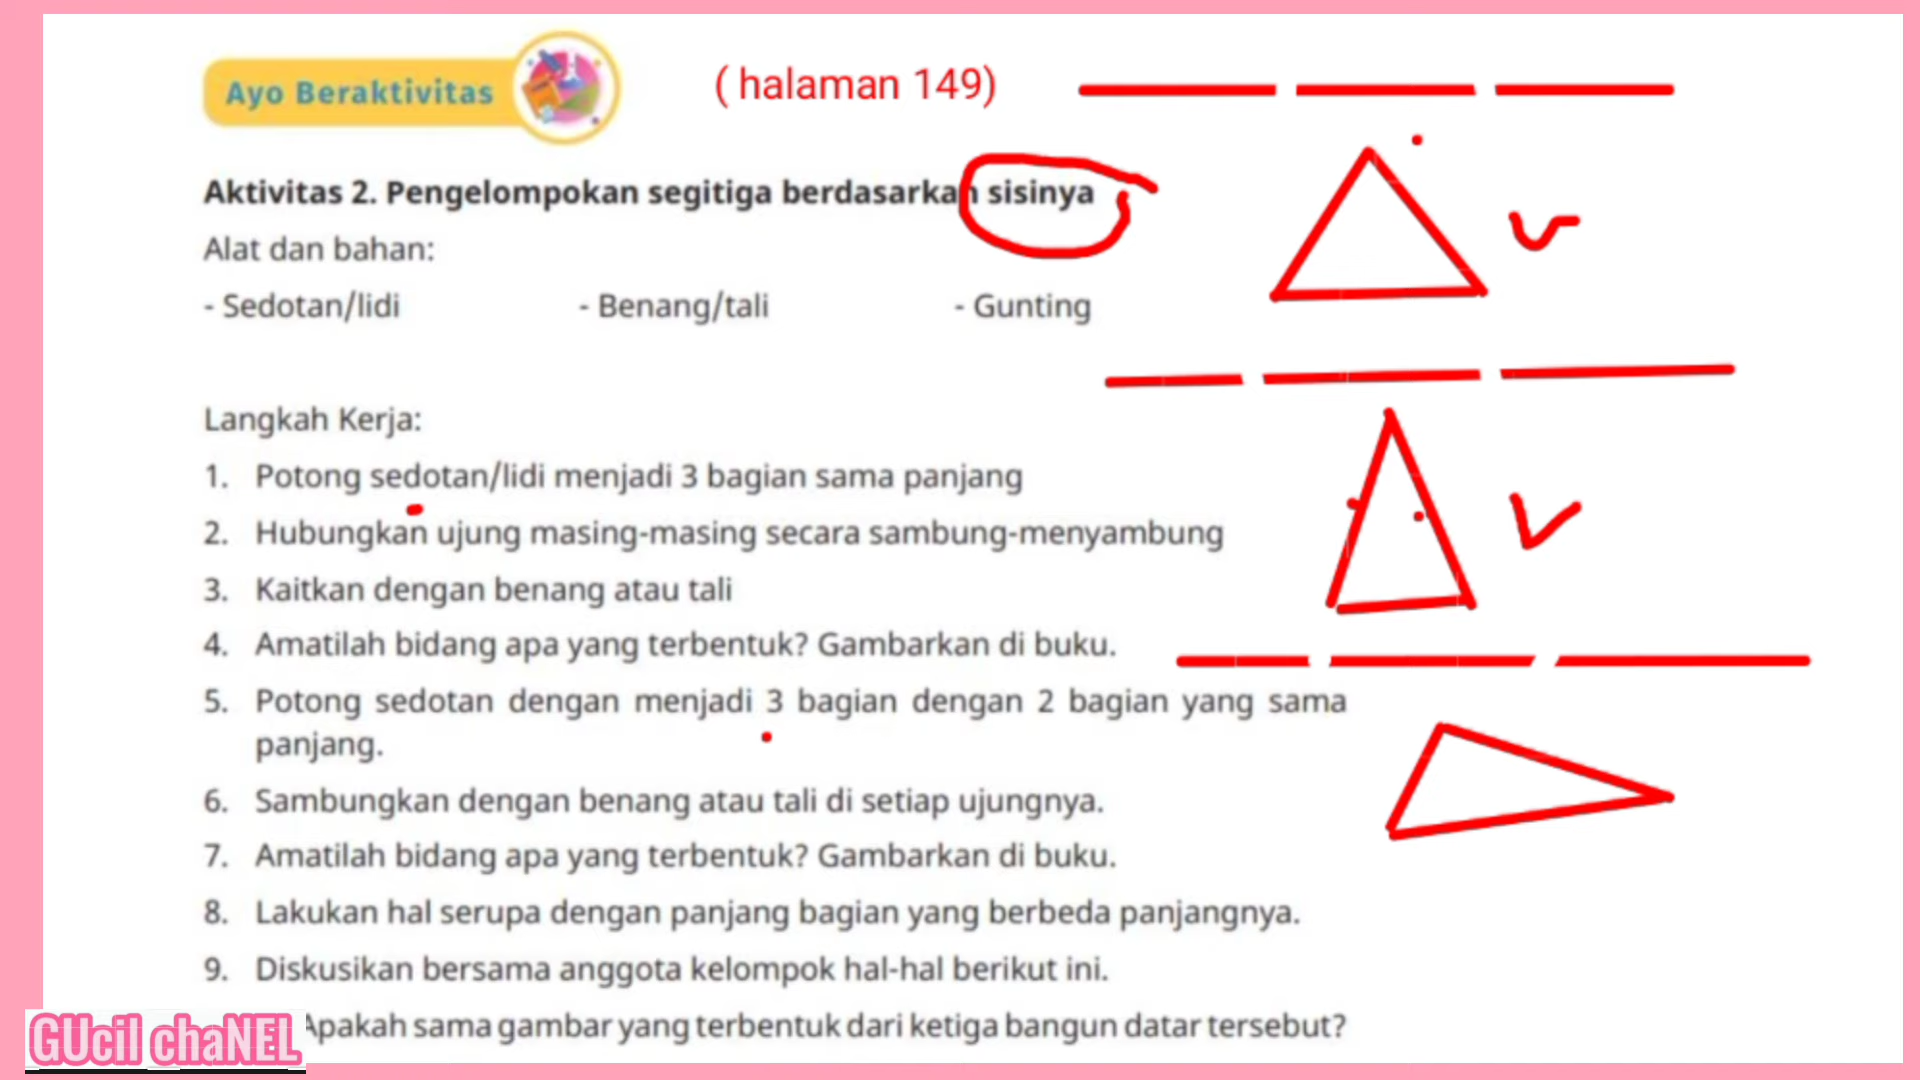 Ayo Beraktivitas
( halaman 149)
Aktivitas 2. Pengelompokan segitiga berdasarkan sisinya
Alat dan bahan:
- Sedotan/lidi - Benang/tali - Gunting
Langkah Kerja:
1. Potong sedotan/lidi menjadi 3 bagian sama panjang
2. Hubungkan ujung masing-masing secara sambung-menyambung
3. Kaitkan dengan benang atau tali
4. Amatilah bidang apa yang terbentuk? Gambarkan di buku.
5. Potong sedotan dengan menjadi 3 bagian dengan 2 bagian yang sama
panjang.
6. Sambungkan dengan benang atau tali di setiap ujungnya.
7. Amatilah bidang apa yang terbentuk? Gambarkan di buku.
8. Lakukan hal serupa dengan panjang bagian yang berbeda panjangnya.
9. Diskusikan bersama anggota kelompok hal-hal berikut ini.
Apakah sama gambar yang terbentuk dari ketiga bangun datar tersebut?
GUcil chaNEL